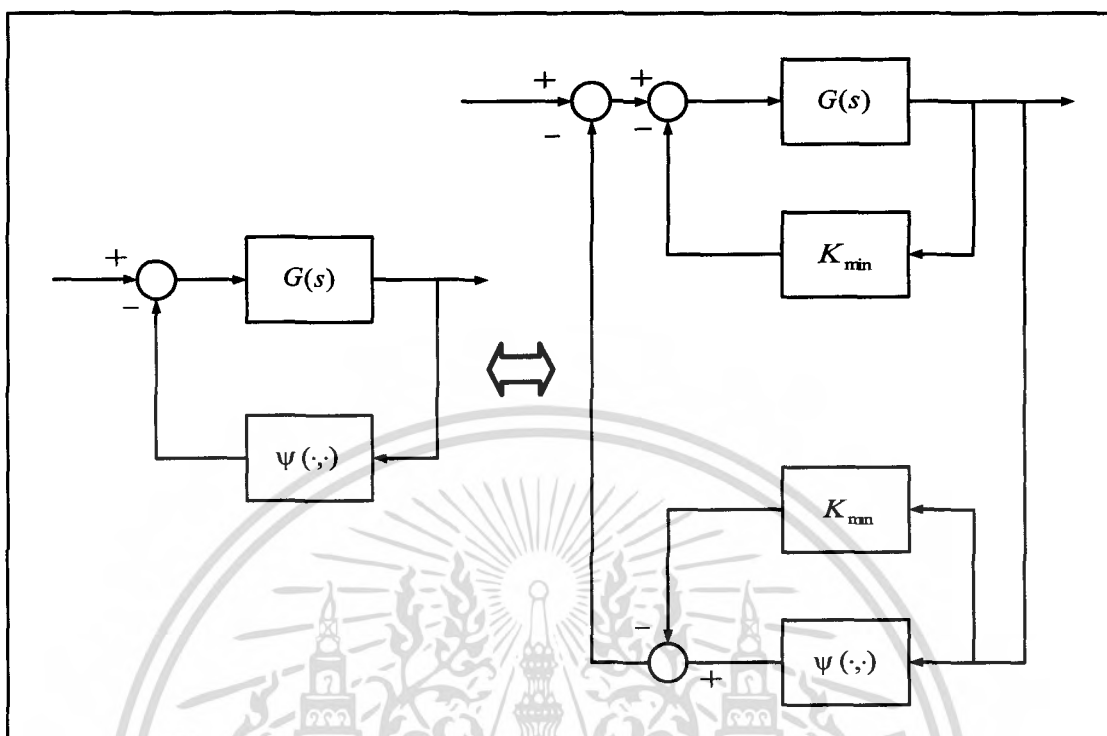 +
+
G(s)
−
−
K_min
+
G(s)
−
ψ(·,·)
K_min
−
ψ(·,·)
+